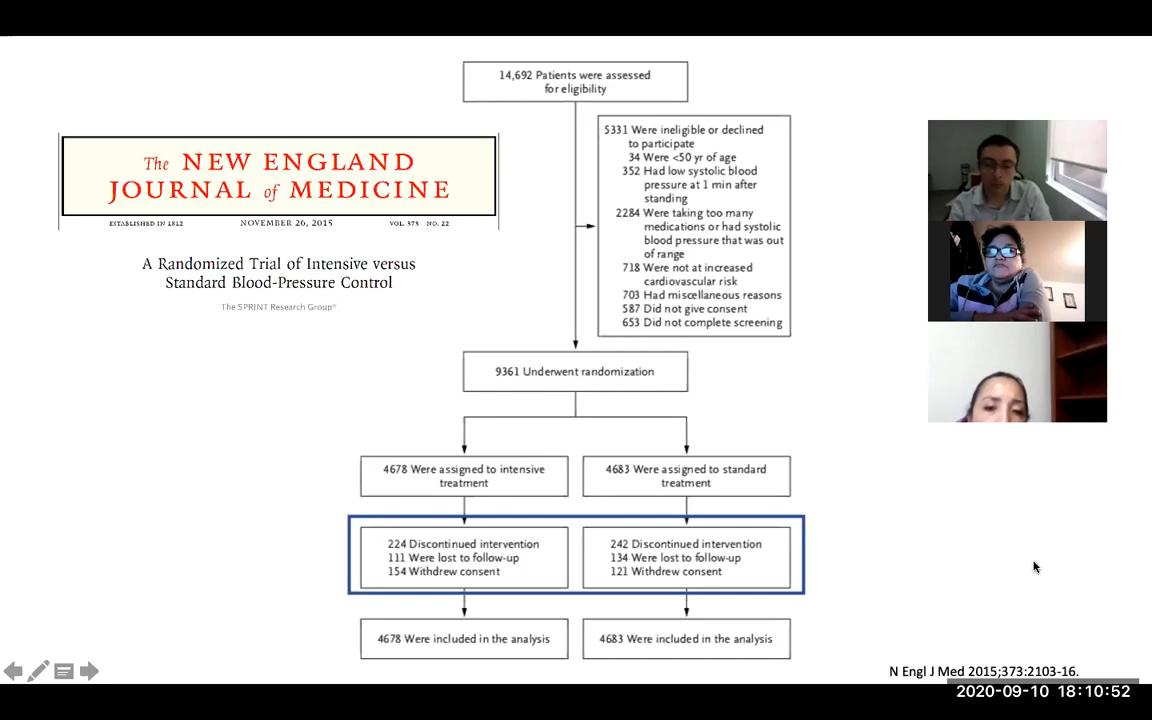 14,692 Patients were assessed
for eligibility
5331 Were ineligible or declined
to participate
34 Were <50 yr of age
352 Had low systolic blood
pressure at 1 min after
standing
2284 Were taking too many
medications or had systolic
blood pressure that was out
of range
718 Were not at increased
cardiovascular risk
703 Had miscellaneous reasons
587 Did not give consent
653 Did not complete screening
The NEW ENGLAND
JOURNAL of MEDICINE
ESTABLISHED IN 1812 NOVEMBER 26, 2015 VOL. 373 NO. 22
A Randomized Trial of Intensive versus
Standard Blood-Pressure Control
The SPRINT Research Group*
9361 Underwent randomization
4678 Were assigned to intensive
treatment
4683 Were assigned to standard
treatment
224 Discontinued intervention
111 Were lost to follow-up
154 Withdrew consent
242 Discontinued intervention
134 Were lost to follow-up
121 Withdrew consent
4678 Were included in the analysis
4683 Were included in the analysis
N Engl J Med 2015;373:2103-16.
2020-09-10 18:10:52